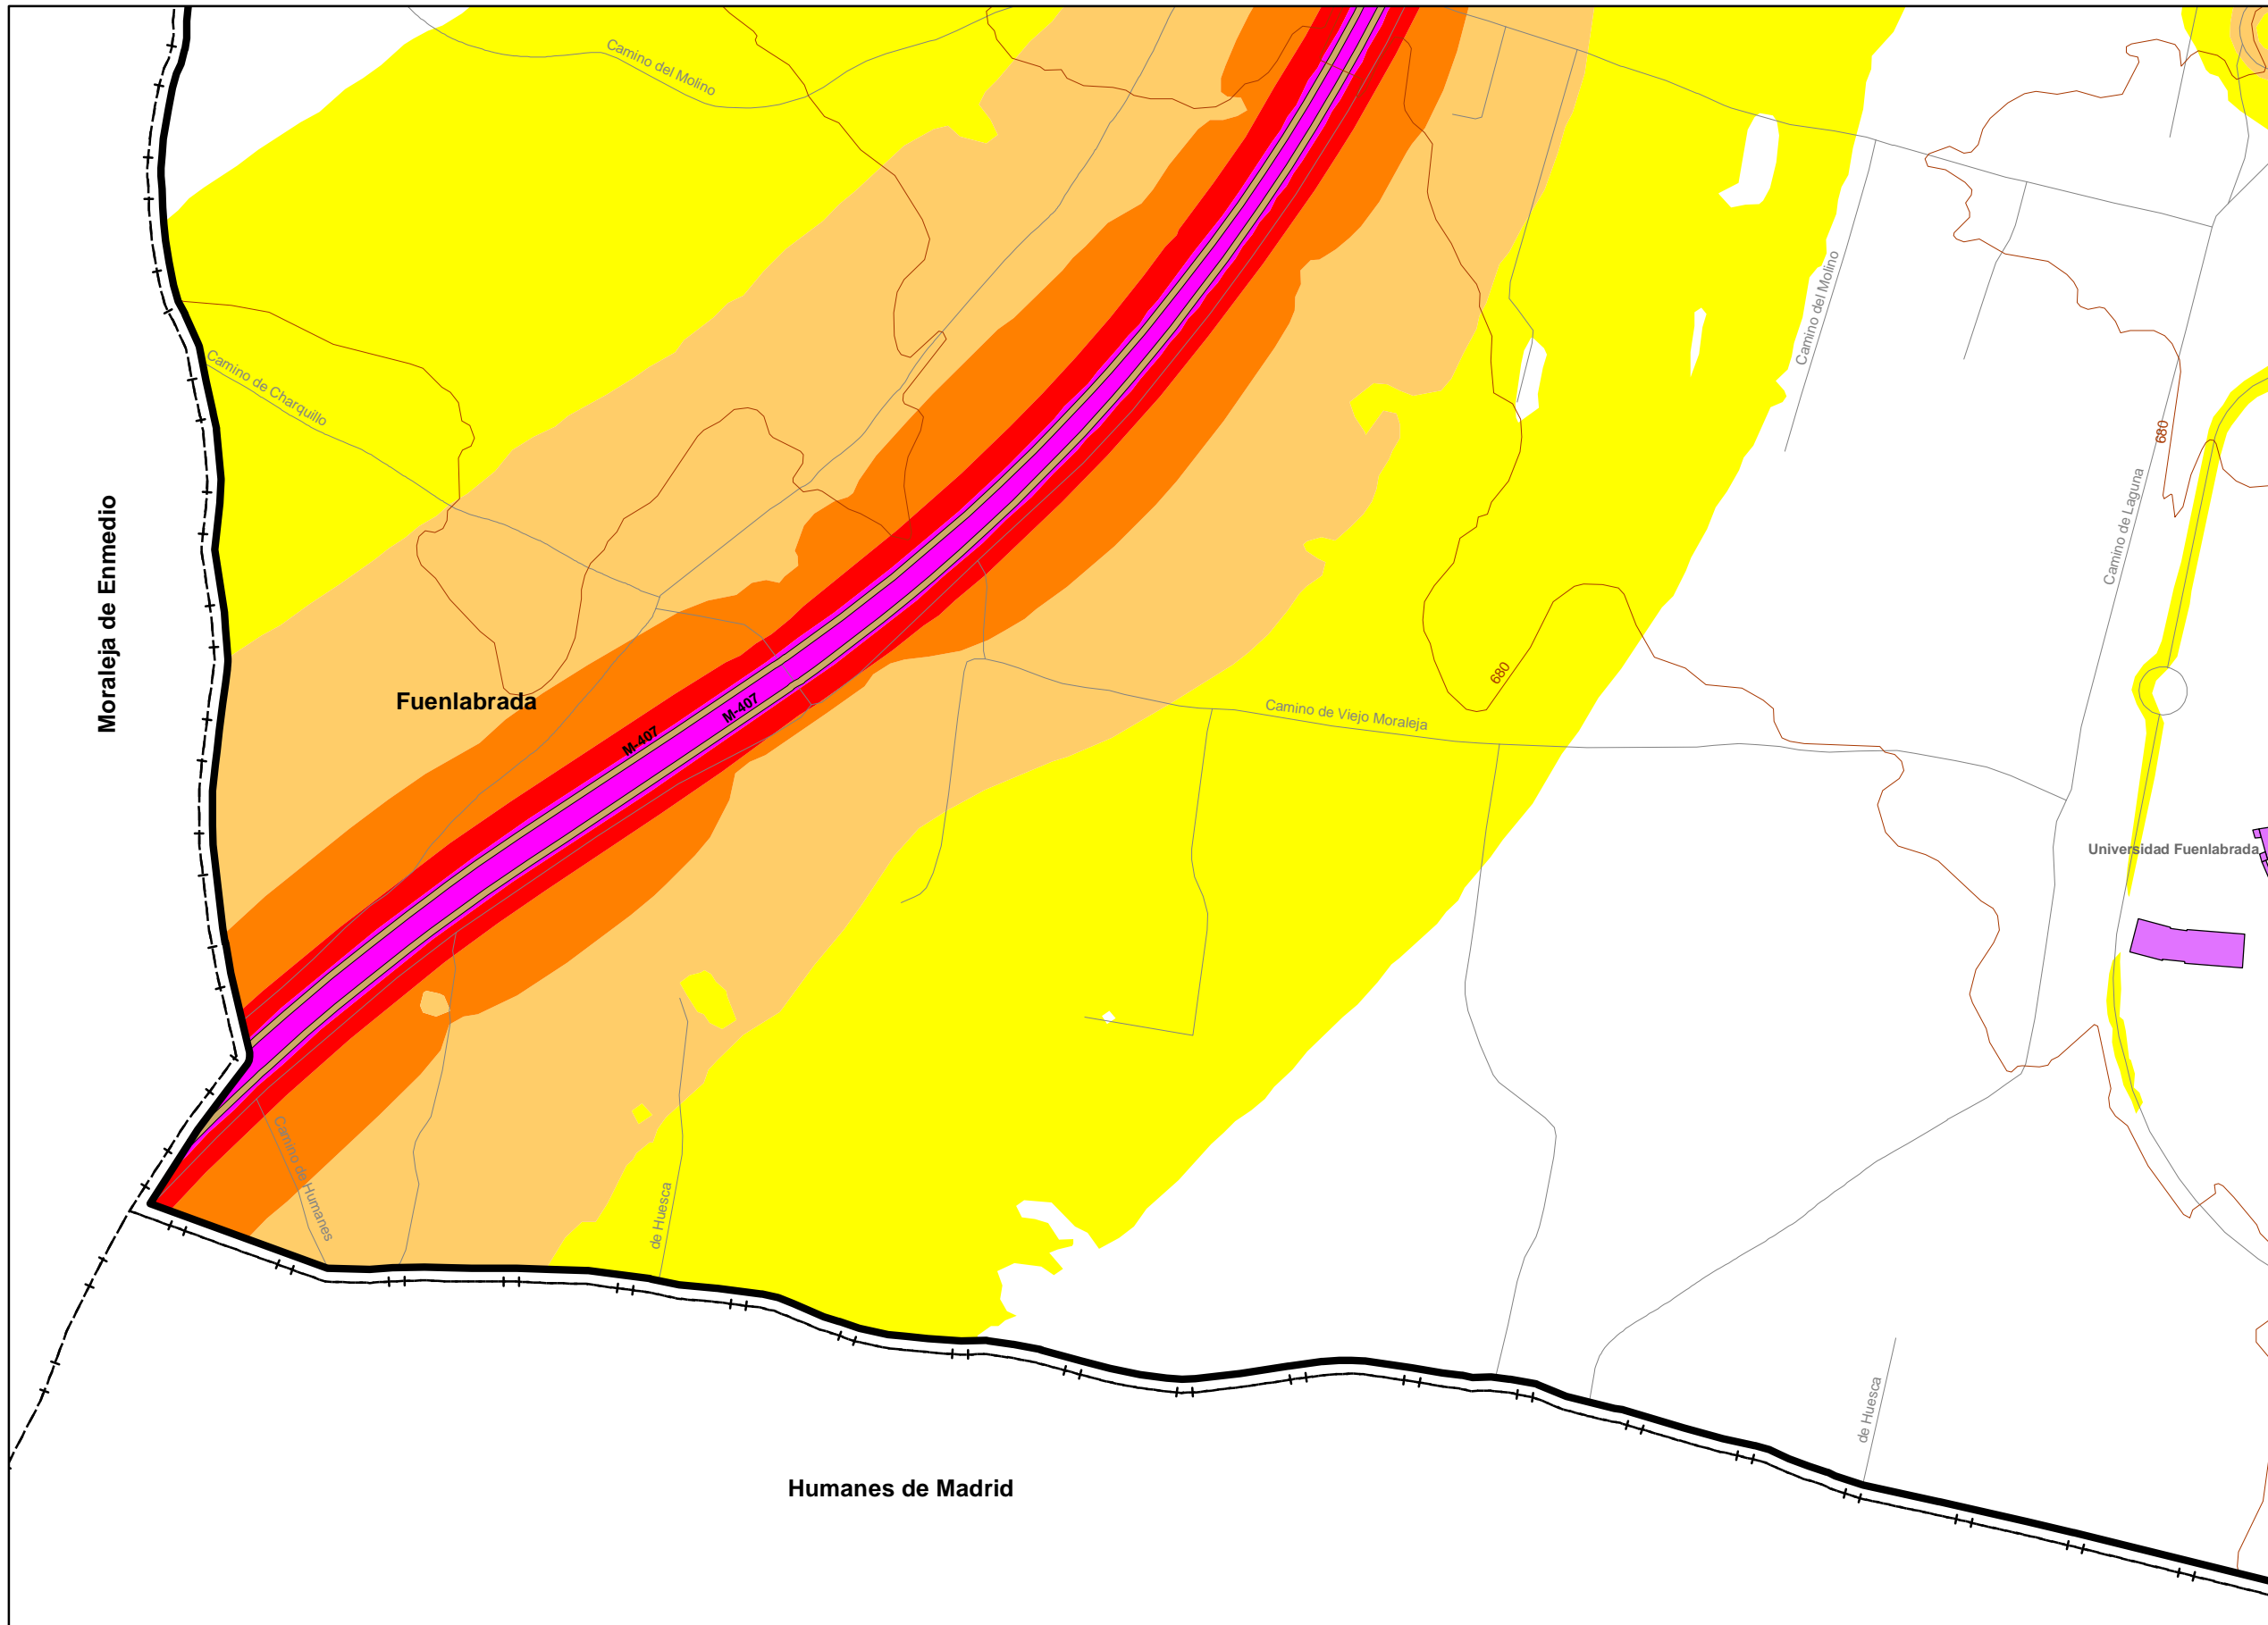 Camino del Molino
Camino del Molino
Camino de Charquillo
680
Camino de Laguna
Moraleja de Enmedio
680
Fuenlabrada
M-407
M-407
Camino de Viejo Moraleja
Universidad Fuenlabrada
Camino de Humanes
de Huesca
de Huesca
Humanes de Madrid